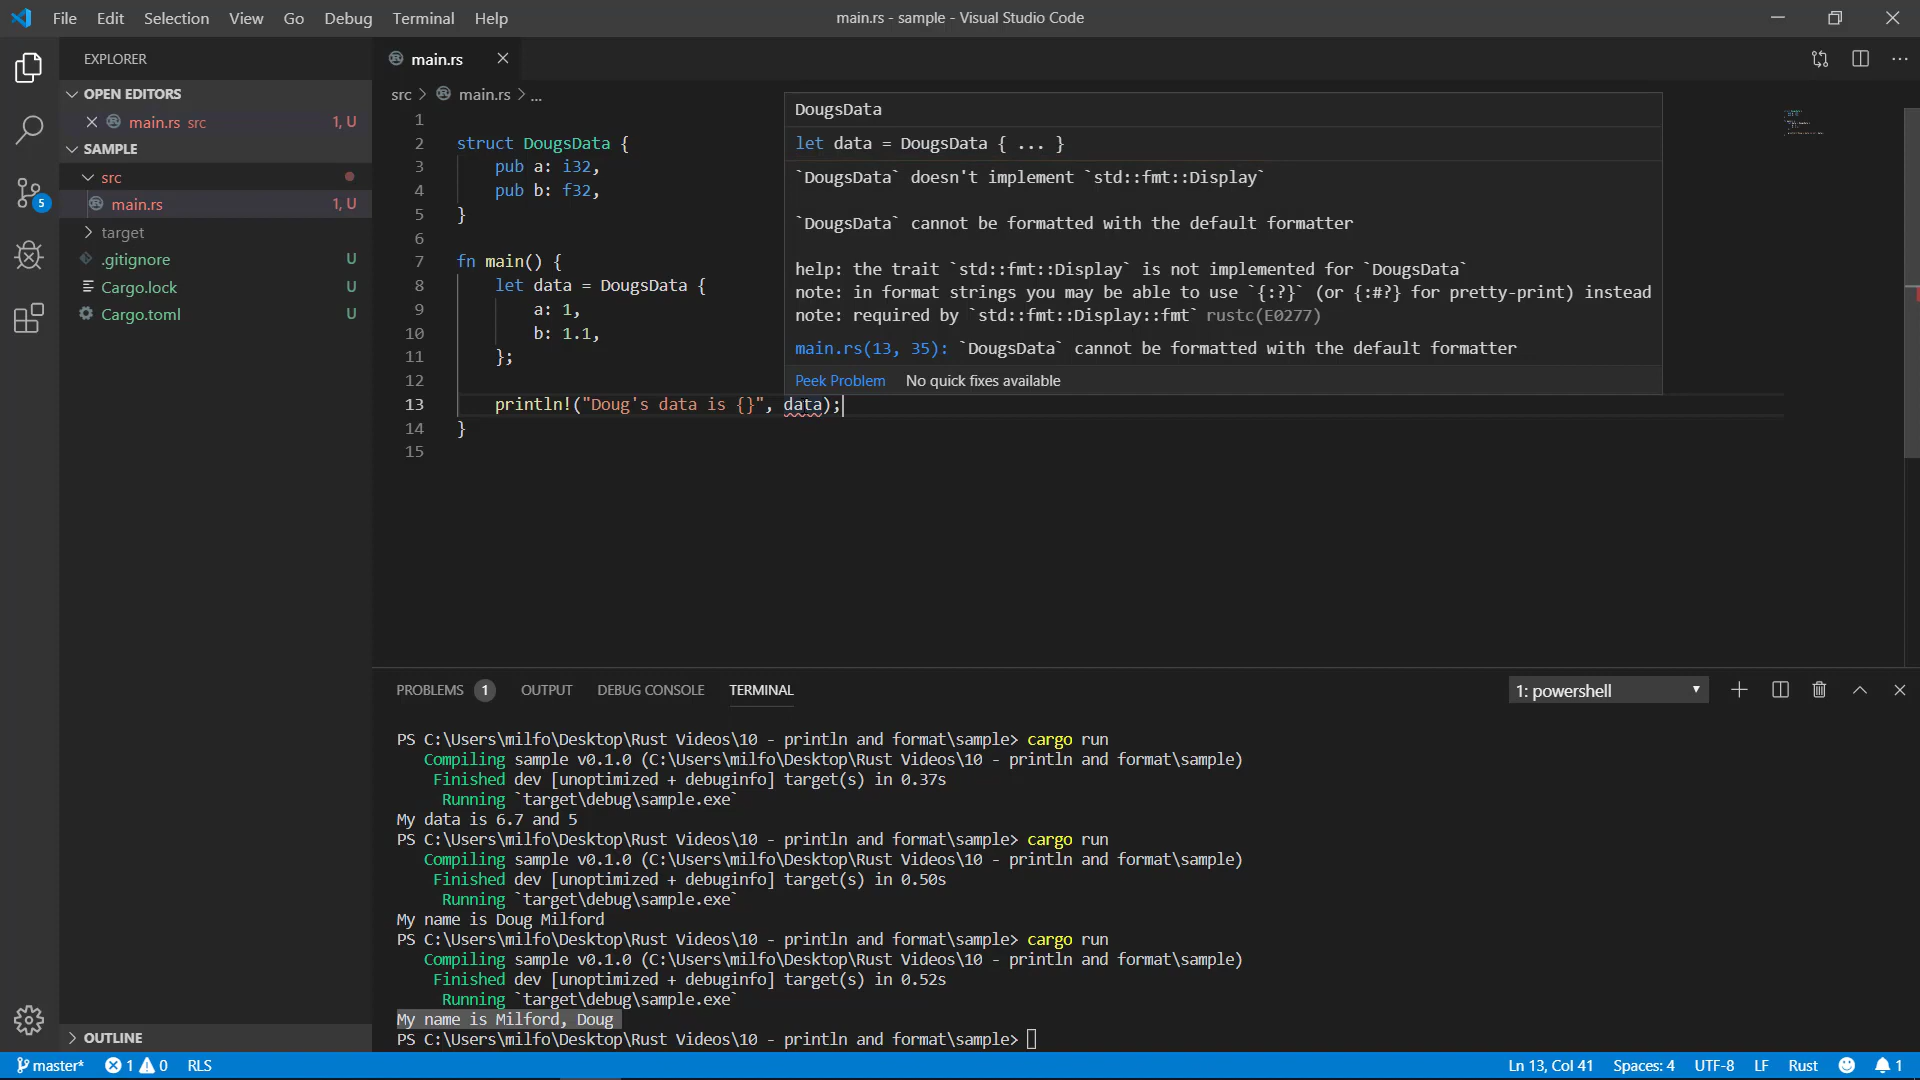 File Edit Selection View Go Debug Terminal Help
main.rs - sample - Visual Studio Code
EXPLORER
OPEN EDITORS
main.rs src 1, U
SAMPLE
src
main.rs 1, U
target
.gitignore U
Cargo.lock U
Cargo.toml U
OUTLINE
5
main.rs
src > main.rs > ...
1
2 struct DougsData {
3 pub a: i32,
4 pub b: f32,
5 }
6
7 fn main() {
8 let data = DougsData {
9 a: 1,
10 b: 1.1,
11 };
12
13 println!("Doug's data is {}", data);
14 }
15
DougsData
let data = DougsData { ... }
`DougsData` doesn't implement `std::fmt::Display`
`DougsData` cannot be formatted with the default formatter
help: the trait `std::fmt::Display` is not implemented for `DougsData`
note: in format strings you may be able to use `{:?}` (or {:#?} for pretty-print) instead
note: required by `std::fmt::Display::fmt` rustc(E0277)
main.rs(13, 35): `DougsData` cannot be formatted with the default formatter
Peek Problem No quick fixes available
PROBLEMS 1 OUTPUT DEBUG CONSOLE TERMINAL
1: powershell
PS C:\Users\milfo\Desktop\Rust Videos\10 - println and format\sample> cargo run
Compiling sample v0.1.0 (C:\Users\milfo\Desktop\Rust Videos\10 - println and format\sample)
Finished dev [unoptimized + debuginfo] target(s) in 0.37s
Running `target\debug\sample.exe`
My data is 6.7 and 5
PS C:\Users\milfo\Desktop\Rust Videos\10 - println and format\sample> cargo run
Compiling sample v0.1.0 (C:\Users\milfo\Desktop\Rust Videos\10 - println and format\sample)
Finished dev [unoptimized + debuginfo] target(s) in 0.50s
Running `target\debug\sample.exe`
My name is Doug Milford
PS C:\Users\milfo\Desktop\Rust Videos\10 - println and format\sample> cargo run
Compiling sample v0.1.0 (C:\Users\milfo\Desktop\Rust Videos\10 - println and format\sample)
Finished dev [unoptimized + debuginfo] target(s) in 0.52s
Running `target\debug\sample.exe`
My name is Milford, Doug
PS C:\Users\milfo\Desktop\Rust Videos\10 - println and format\sample>
master* 1 0 RLS
Ln 13, Col 41 Spaces: 4 UTF-8 LF Rust 1